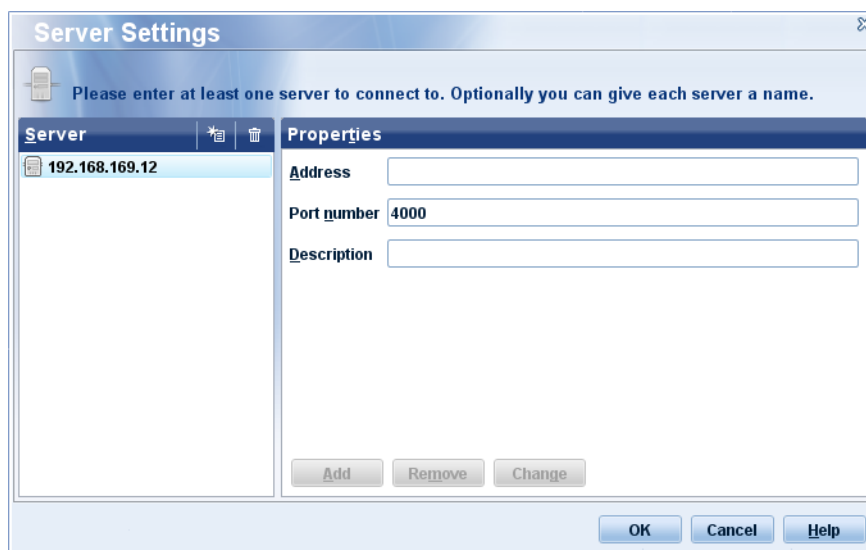 Server Settings
Please enter at least one server to connect to. Optionally you can give each server a name.
Server
192.168.169.12
Properties
Address
Port number 4000
Description
Add Remove Change
OK Cancel Help